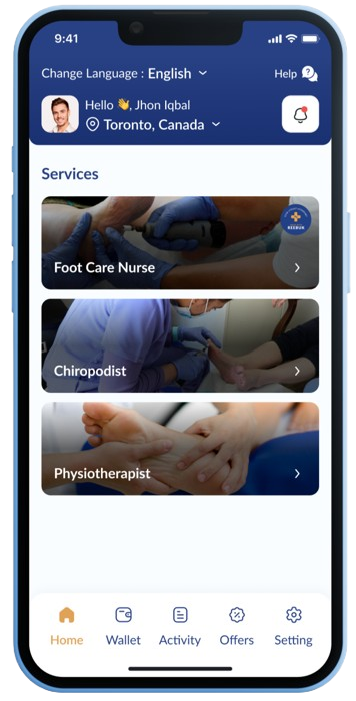 9:41
Change Language : English
Help
Hello 👋, Jhon Iqbal
Toronto, Canada
Services
Foot Care Nurse
Chiropodist
Physiotherapist
Home
Wallet
Activity
Offers
Setting